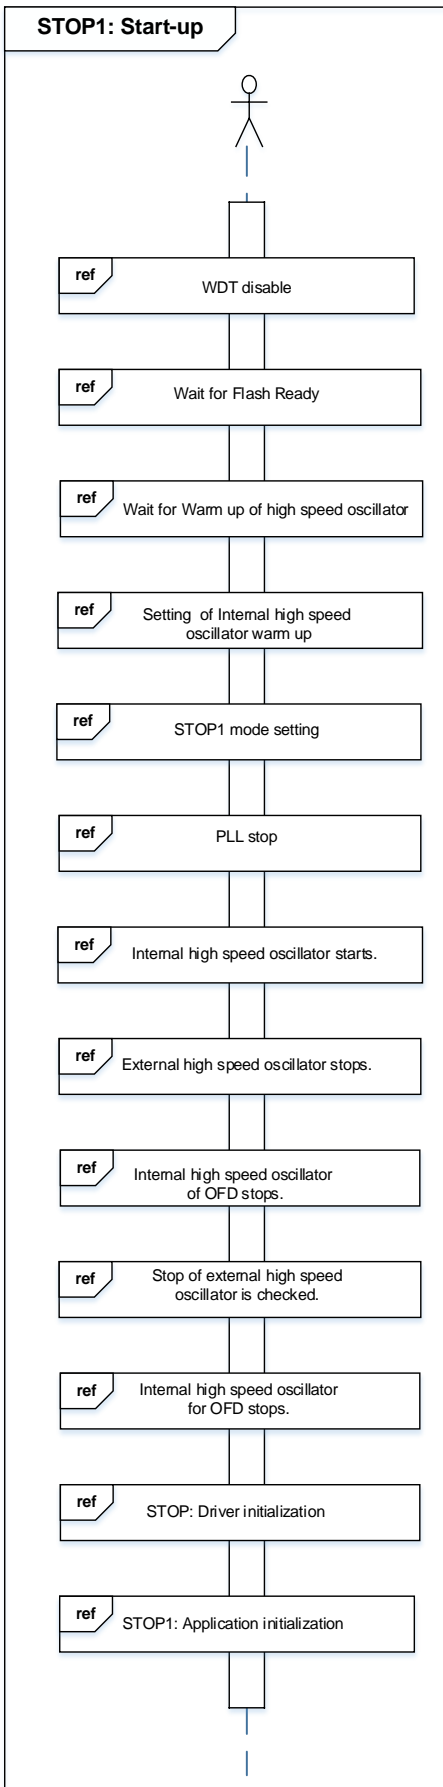 STOP1: Start-up
ref
WDT disable
ref
Wait for Flash Ready
ref
Wait for Warm up of high speed oscillator
ref
Setting of Internal high speed
oscillator warm up
ref
STOP1 mode setting
ref
PLL stop
ref
Internal high speed oscillator starts.
ref
External high speed oscillator stops.
ref
Internal high speed oscillator
of OFD stops.
ref
Stop of external high speed
oscillator is checked.
ref
Internal high speed oscillator
for OFD stops.
ref
STOP: Driver initialization
ref
STOP1: Application initialization